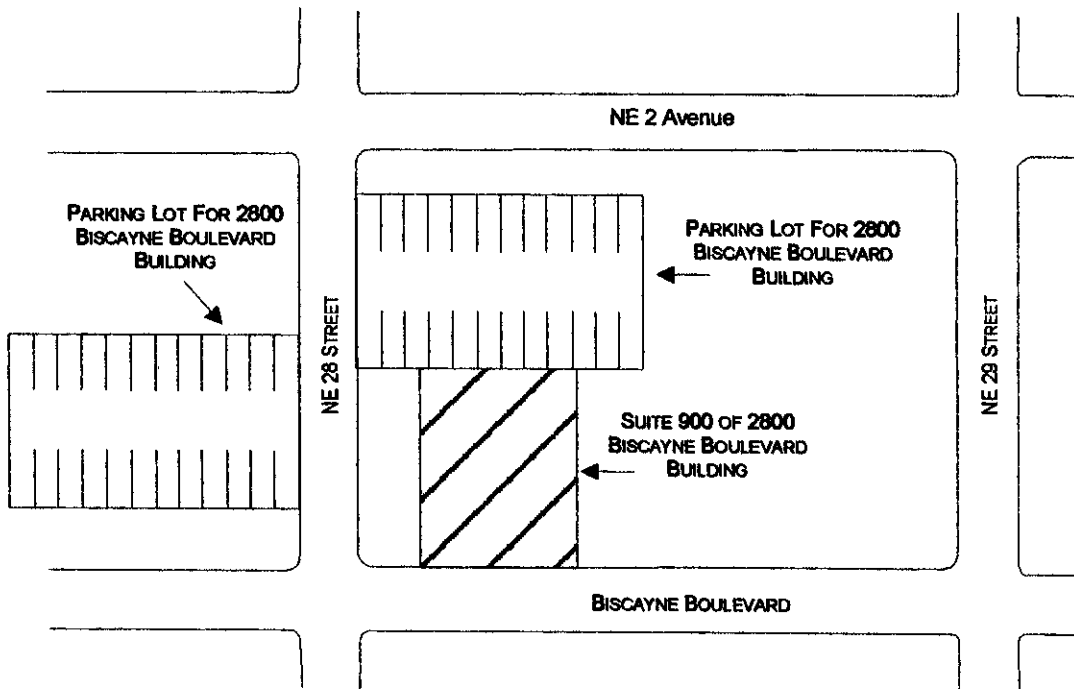 NE 2 Avenue
PARKING LOT FOR 2800
BISCAYNE BOULEVARD
BUILDING
PARKING LOT FOR 2800
BISCAYNE BOULEVARD
BUILDING
NE 28 STREET
NE 29 STREET
SUITE 900 OF 2800
BISCAYNE BOULEVARD
BUILDING
BISCAYNE BOULEVARD